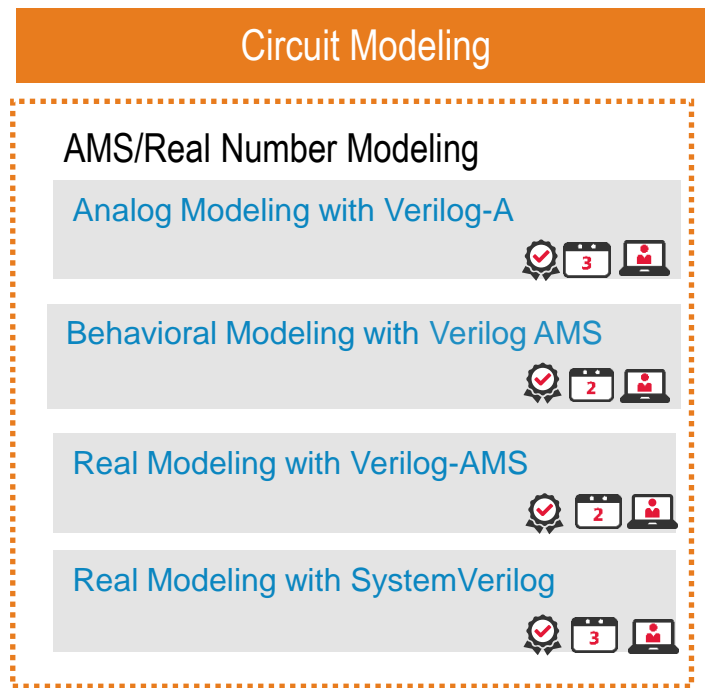 Circuit Modeling
AMS/Real Number Modeling
Analog Modeling with Verilog-A
3
Behavioral Modeling with Verilog AMS
2
Real Modeling with Verilog-AMS
2
Real Modeling with SystemVerilog
3